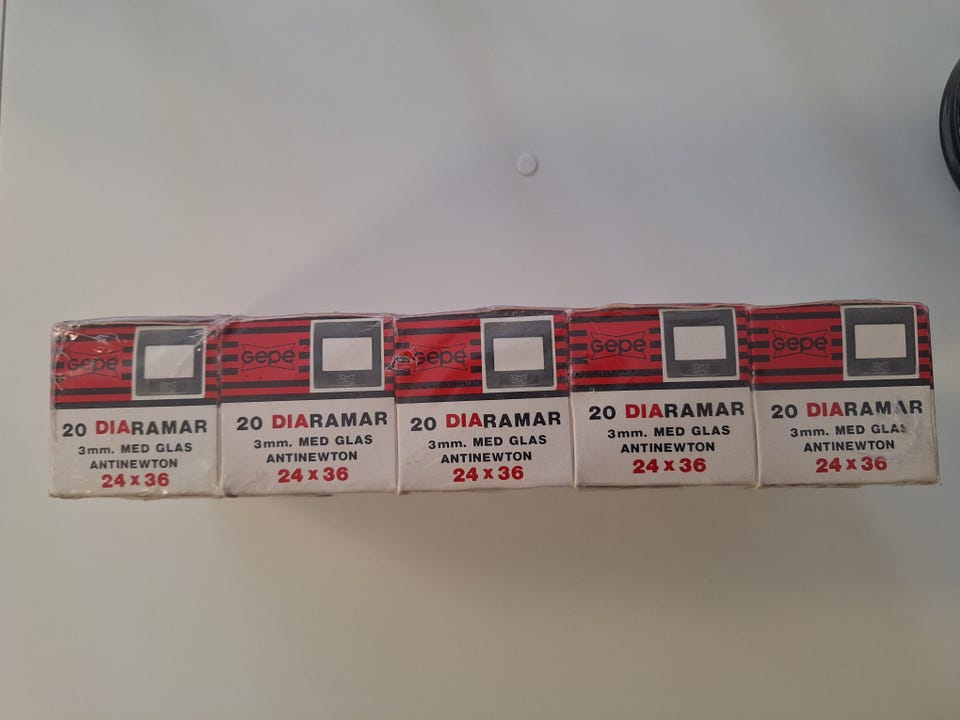 Gepe
20 DIARAMAR
3mm. MED GLAS
ANTINEWTON
24 x 36
Gepe
20 DIARAMAR
3mm. MED GLAS
ANTINEWTON
24 x 36
Gepe
20 DIARAMAR
3mm. MED GLAS
ANTINEWTON
24 x 36
Gepe
20 DIARAMAR
3mm. MED GLAS
ANTINEWTON
24 x 36
Gepe
20 DIARAMAR
3mm. MED GLAS
ANTINEWTON
24 x 36